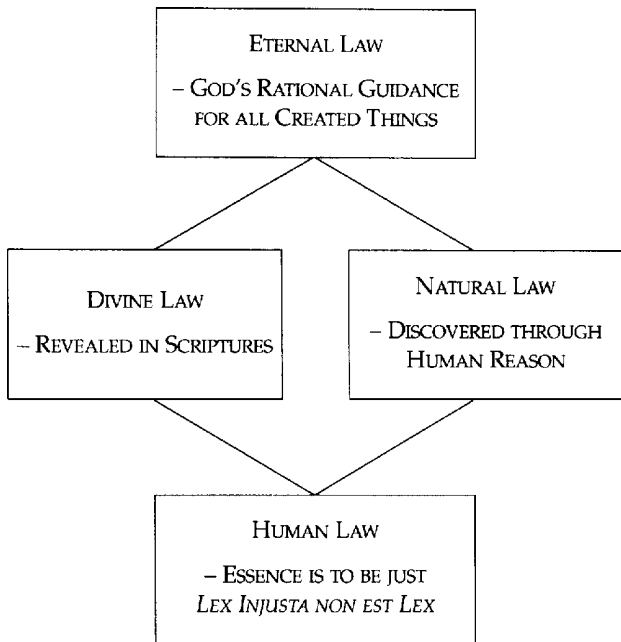 ETERNAL LAW
– GOD'S RATIONAL GUIDANCE
FOR ALL CREATED THINGS
DIVINE LAW
– REVEALED IN SCRIPTURES
NATURAL LAW
– DISCOVERED THROUGH
HUMAN REASON
HUMAN LAW
– ESSENCE IS TO BE JUST
LEX INJUSTA NON EST LEX